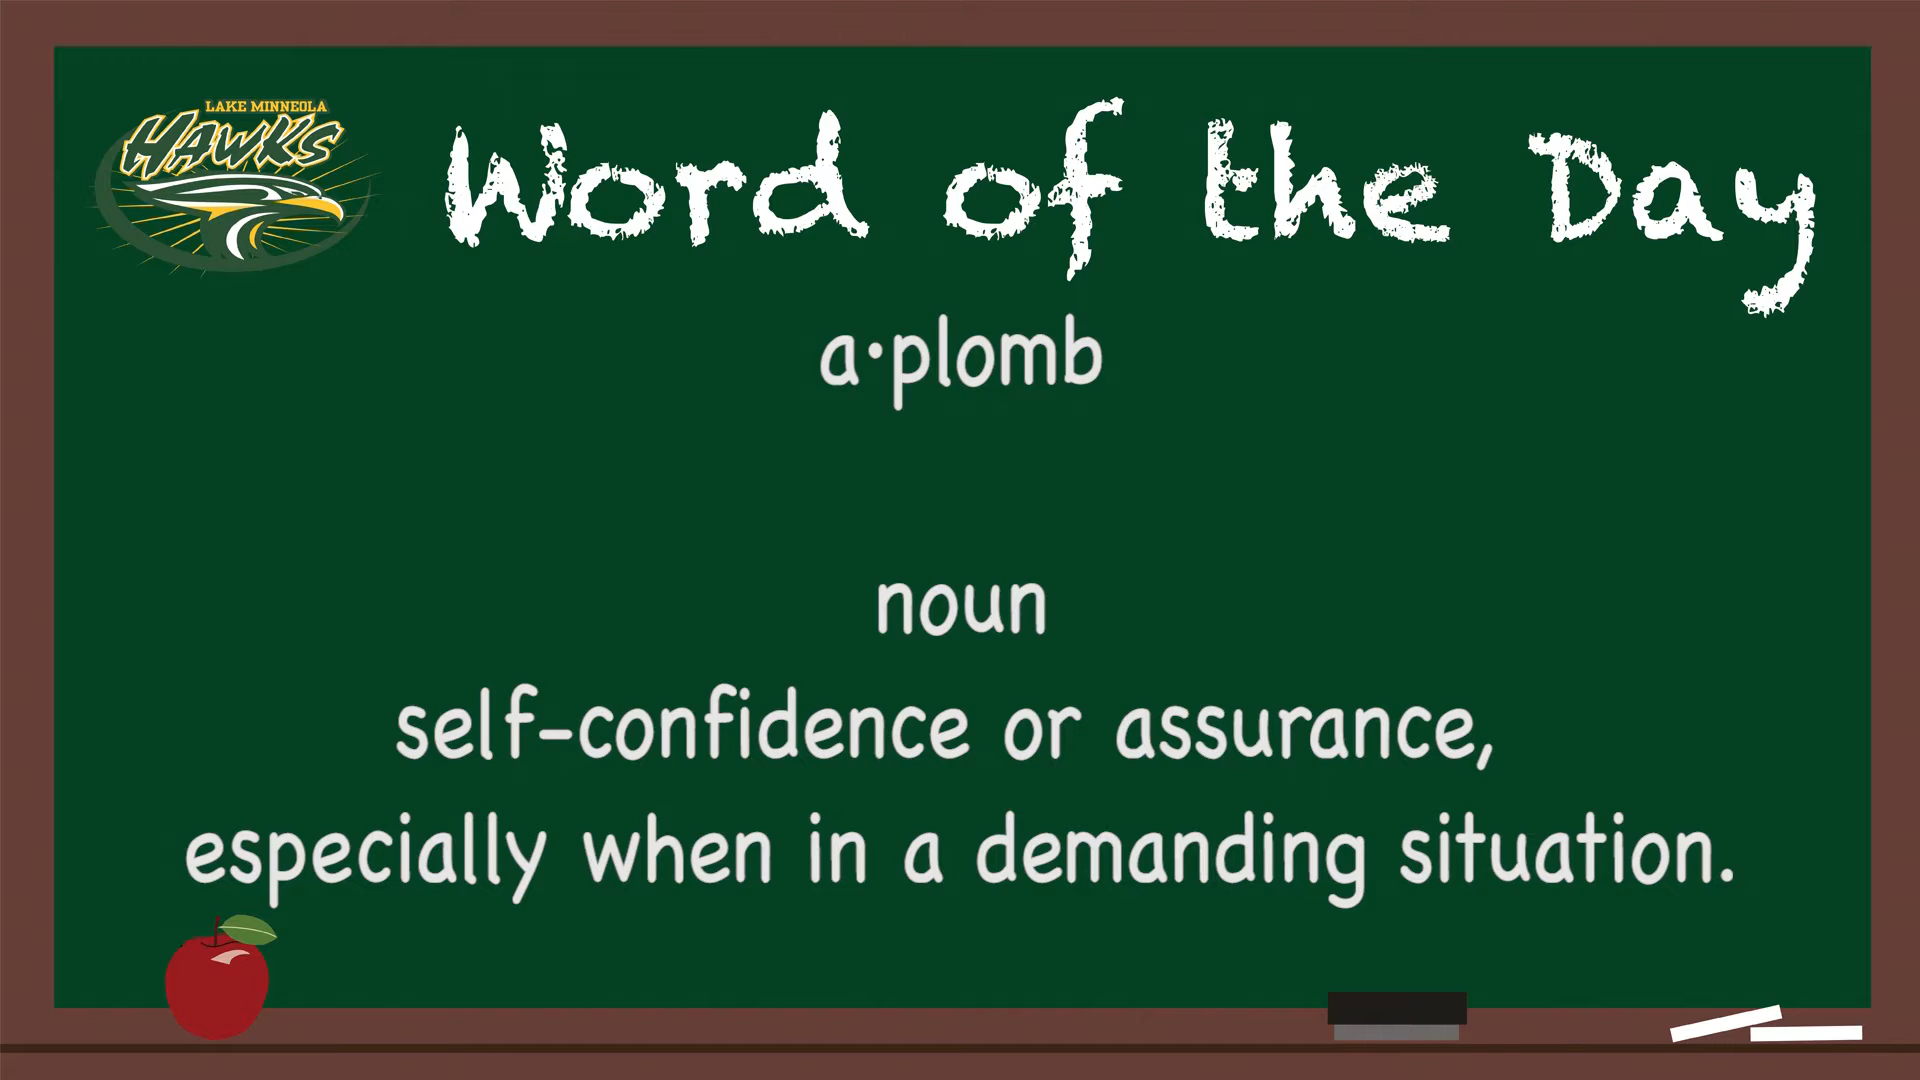 LAKE MINNEOLA
HAWKS
Word of the Day
a·plomb
noun
self-confidence or assurance,
especially when in a demanding situation.